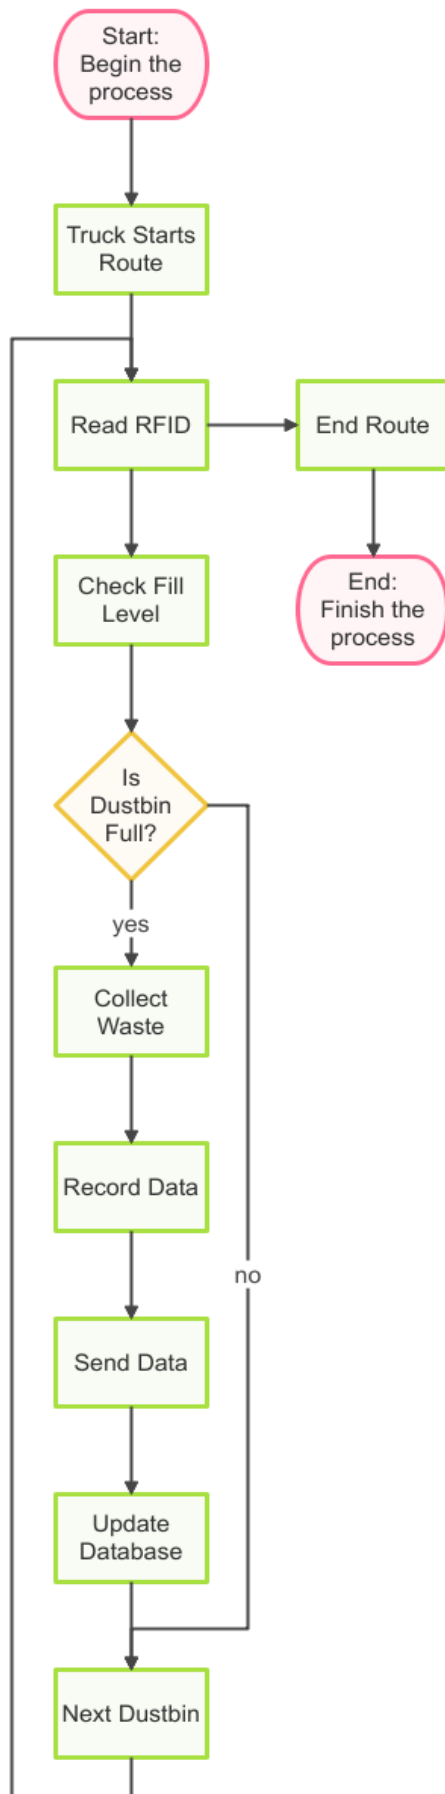 Start:
Begin the
process
Truck Starts
Route
Read RFID
End Route
Check Fill
Level
End:
Finish the
process
Is
Dustbin
Full?
yes
Collect
Waste
Record Data
no
Send Data
Update
Database
Next Dustbin